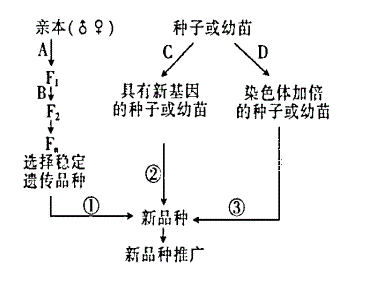 亲本(♂♀)
种子或幼苗
A
C
D
F₁
B
F₂
具有新基因
的种子或幼苗
染色体加倍
的种子或幼苗
Fₙ
选择稳定
遗传品种
①
②
③
新品种
新品种推广